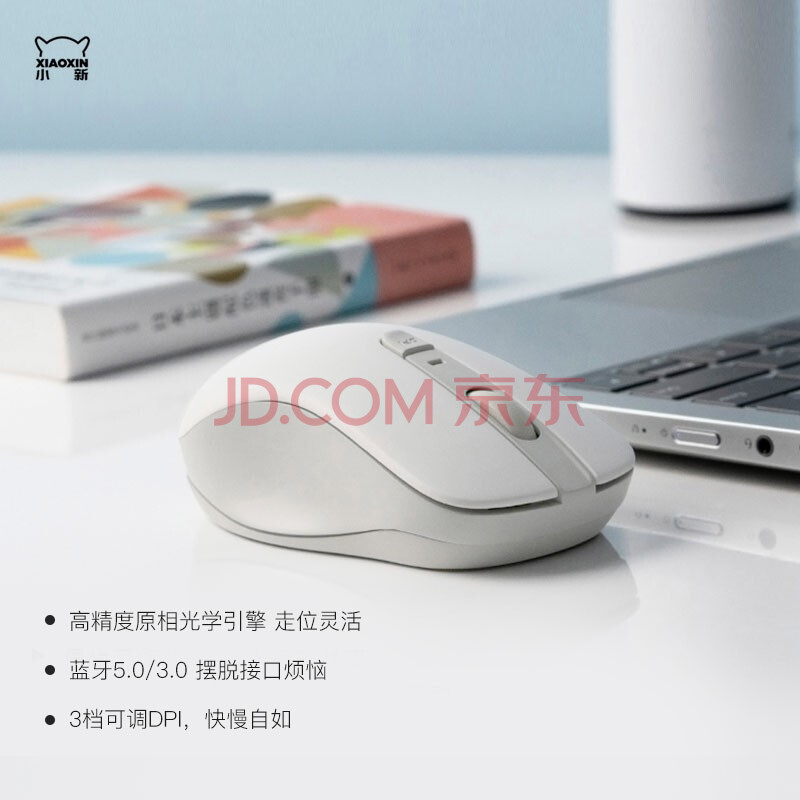 XIAOXIN
小 新
JD.COM 京东
高精度原相光学引擎 走位灵活
蓝牙5.0/3.0 摆脱接口烦恼
3档可调DPI，快慢自如